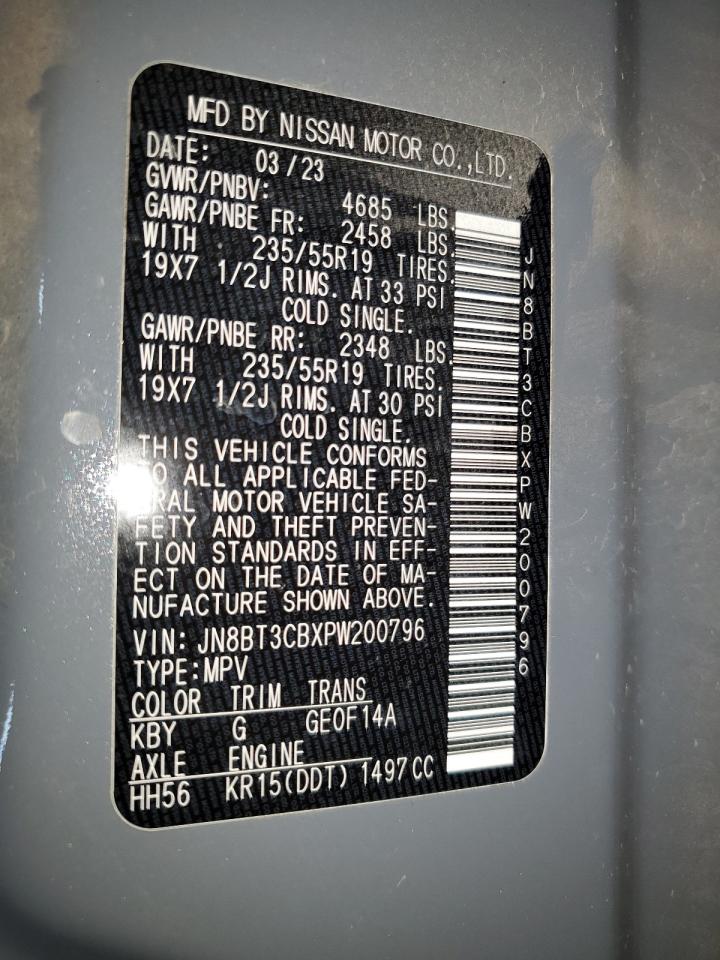 MFD BY NISSAN MOTOR CO.,LTD.
DATE: 03/23
GVWR/PNBV: 4685 LBS.
GAWR/PNBE FR: 2458 LBS.
WITH 235/55R19 TIRES.
19X7 1/2J RIMS. AT 33 PSI
COLD SINGLE.
GAWR/PNBE RR: 2348 LBS.
WITH 235/55R19 TIRES.
19X7 1/2J RIMS. AT 30 PSI
COLD SINGLE.
THIS VEHICLE CONFORMS
TO ALL APPLICABLE FED-
ERAL MOTOR VEHICLE SA-
FETY AND THEFT PREVEN-
TION STANDARDS IN EFF-
ECT ON THE DATE OF MA-
NUFACTURE SHOWN ABOVE.
VIN: JN8BT3CBXPW200796
TYPE:MPV
COLOR TRIM TRANS
KBY G GEOF14A
AXLE ENGINE
HH56 KR15(DDT) 1497CC
JN8BT3CBXPW200796